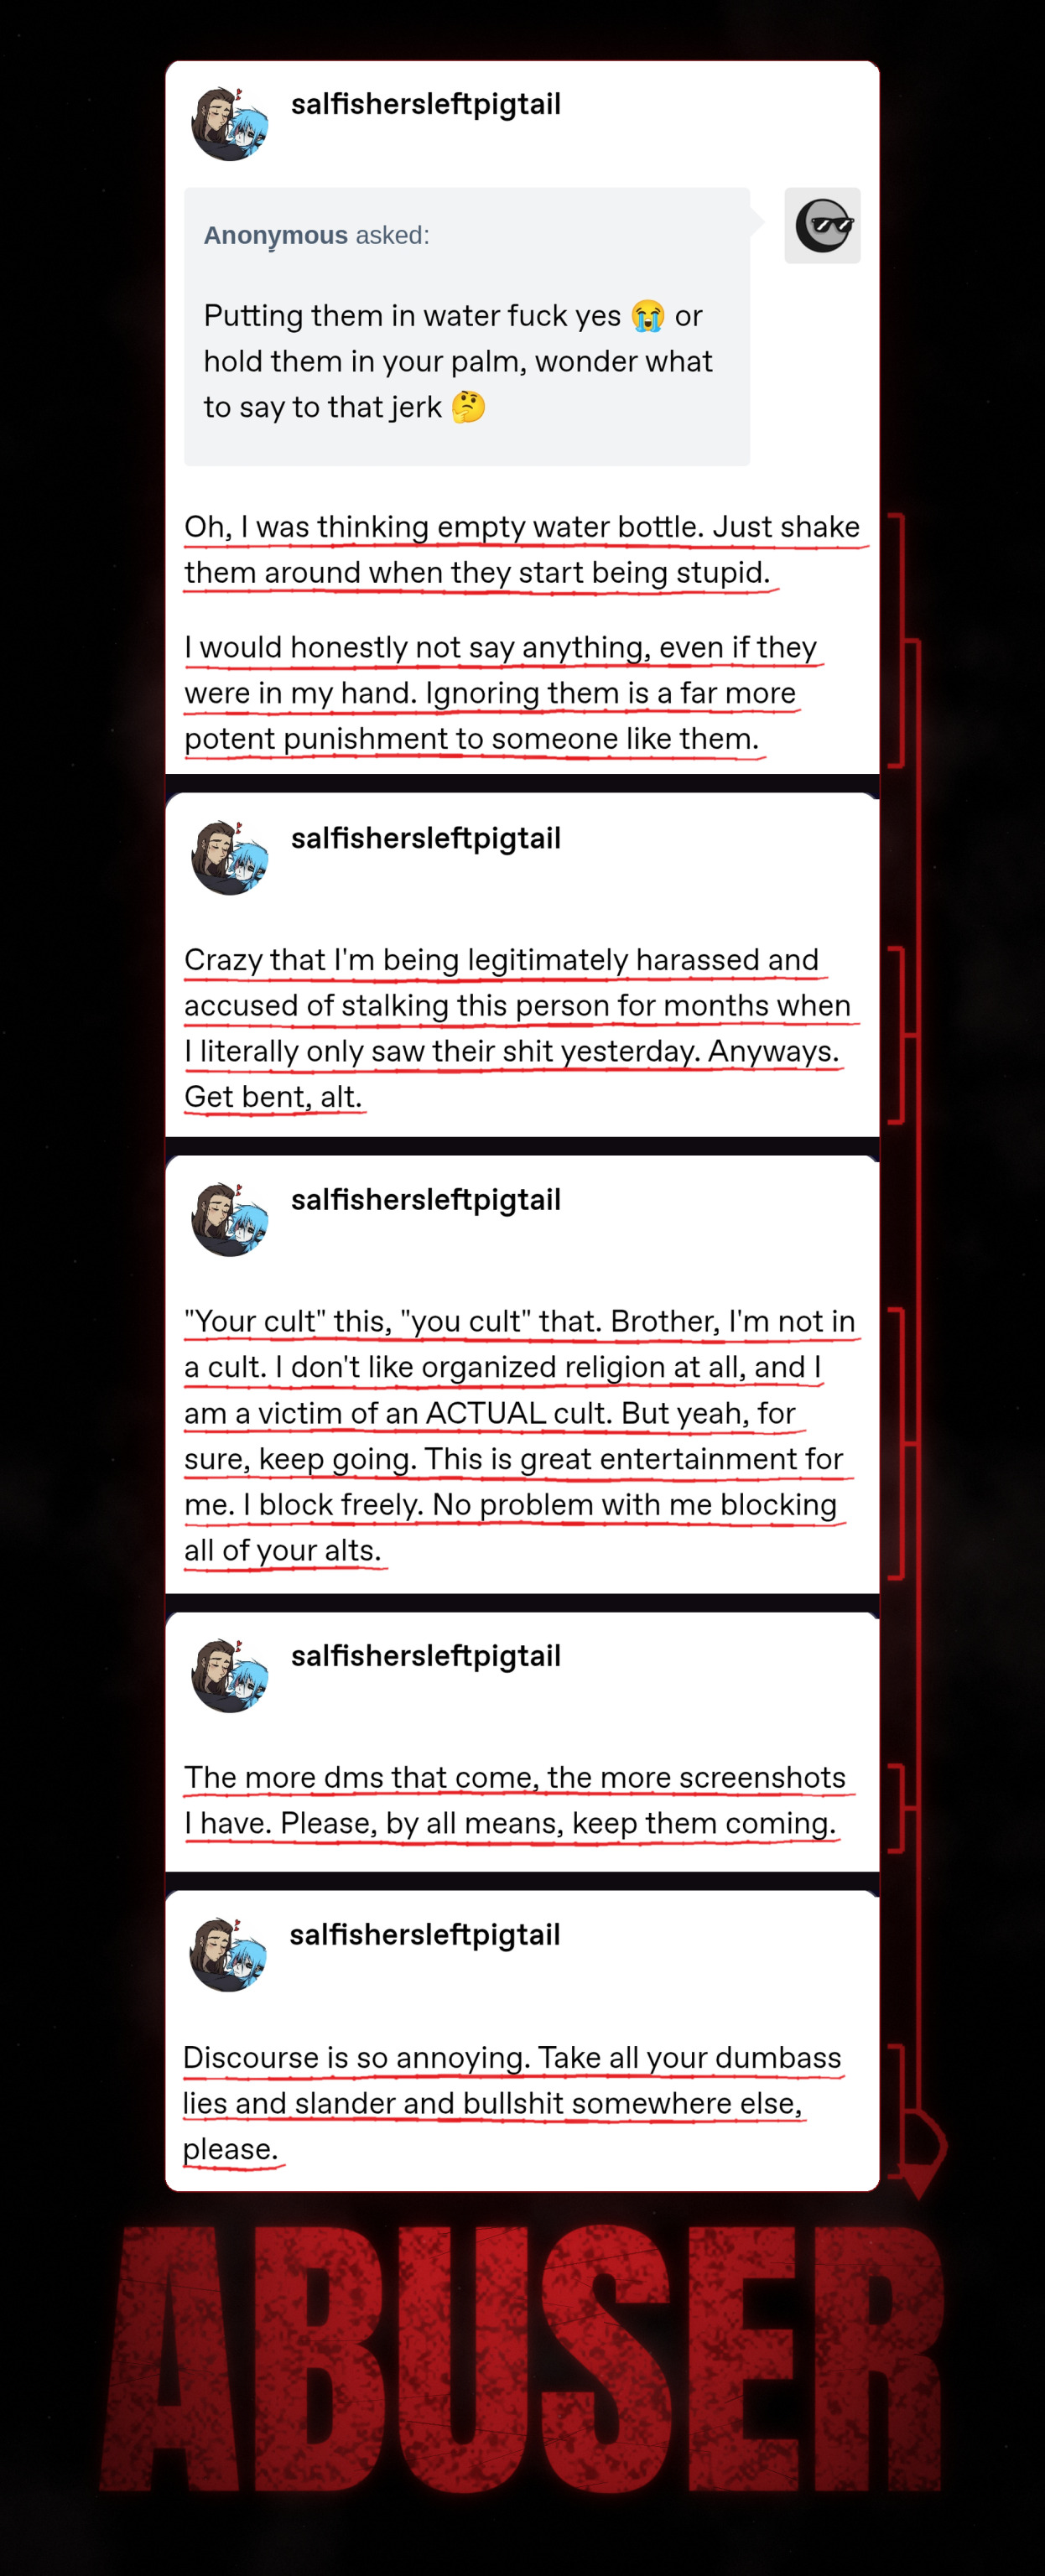 salfishersleftpigtail
Anonymous asked:
Putting them in water fuck yes 😭 or
hold them in your palm, wonder what
to say to that jerk 🤔
Oh, I was thinking empty water bottle. Just shake
them around when they start being stupid.
I would honestly not say anything, even if they
were in my hand. Ignoring them is a far more
potent punishment to someone like them.
salfishersleftpigtail
Crazy that I'm being legitimately harassed and
accused of stalking this person for months when
I literally only saw their shit yesterday. Anyways.
Get bent, alt.
salfishersleftpigtail
"Your cult" this, "you cult" that. Brother, I'm not in
a cult. I don't like organized religion at all, and I
am a victim of an ACTUAL cult. But yeah, for
sure, keep going. This is great entertainment for
me. I block freely. No problem with me blocking
all of your alts.
salfishersleftpigtail
The more dms that come, the more screenshots
I have. Please, by all means, keep them coming.
salfishersleftpigtail
Discourse is so annoying. Take all your dumbass
lies and slander and bullshit somewhere else,
please.
ABUSER